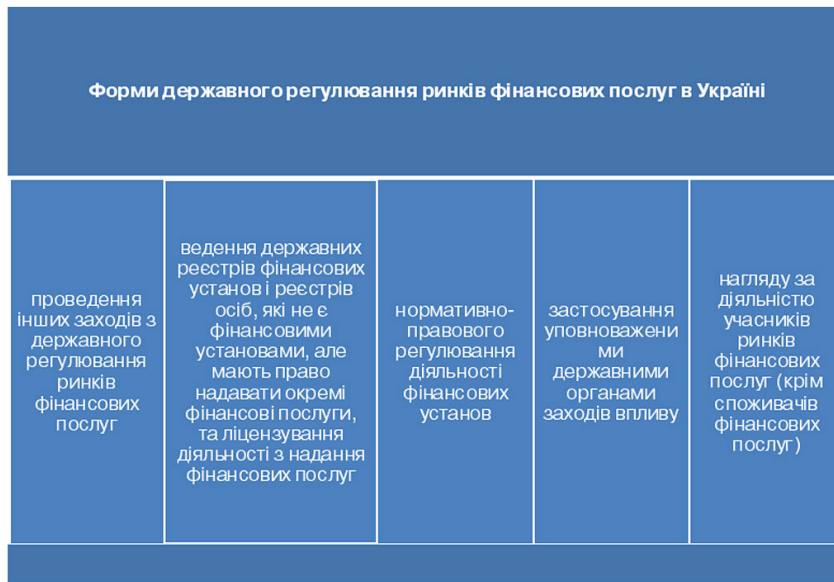 Форми державного регулювання ринків фінансових послуг в Україні
проведення
інших заходів з
державного
регулювання
ринків
фінансових
послуг
ведення державних
реєстрів фінансових
установ і реєстрів
осіб, які не є
фінансовими
установами, але
мають право
надавати окремі
фінансові послуги,
та ліцензування
діяльності з надання
фінансових послуг
нормативно-
правового
регулювання
діяльності
фінансових
установ
застосування
уповноважени
ми
державними
органами
заходів впливу
нагляду за
діяльністю
учасників
ринків
фінансових
послуг (крім
споживачів
фінансових
послуг)